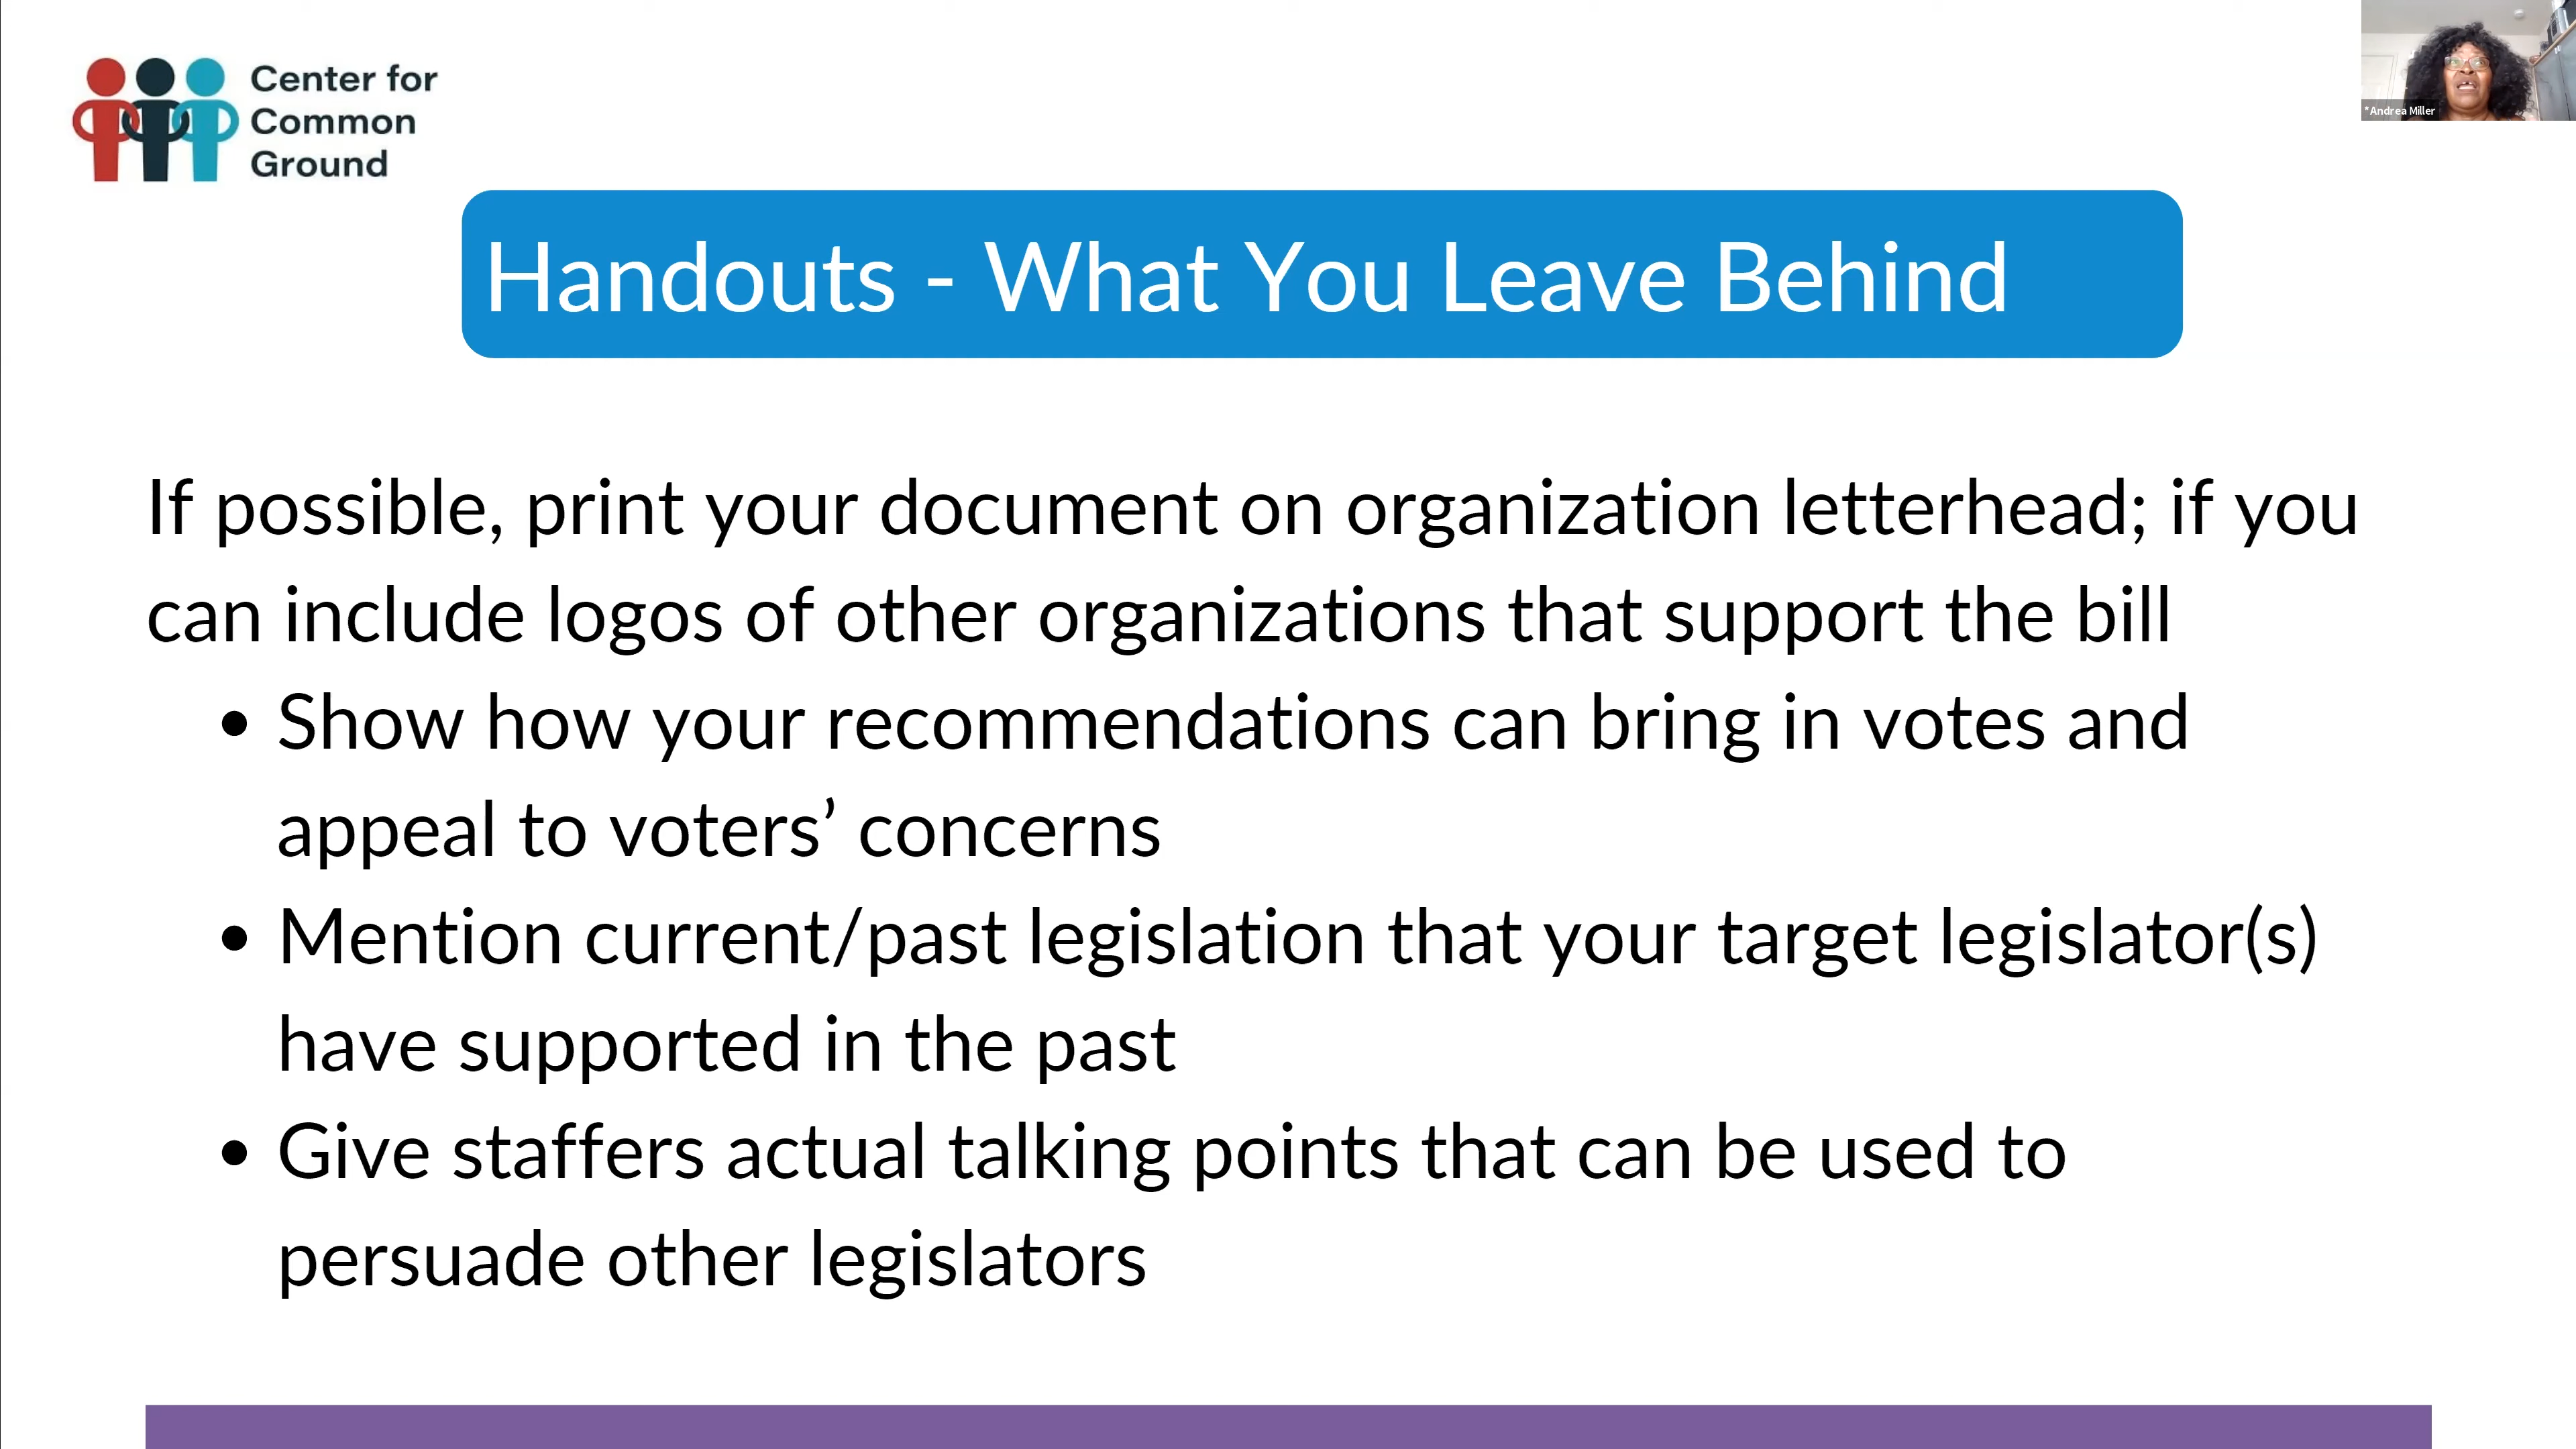 Center for
Common
Ground
*Andrea Miller
Handouts - What You Leave Behind
If possible, print your document on organization letterhead; if you
can include logos of other organizations that support the bill
• Show how your recommendations can bring in votes and
appeal to voters’ concerns
• Mention current/past legislation that your target legislator(s)
have supported in the past
• Give staffers actual talking points that can be used to
persuade other legislators